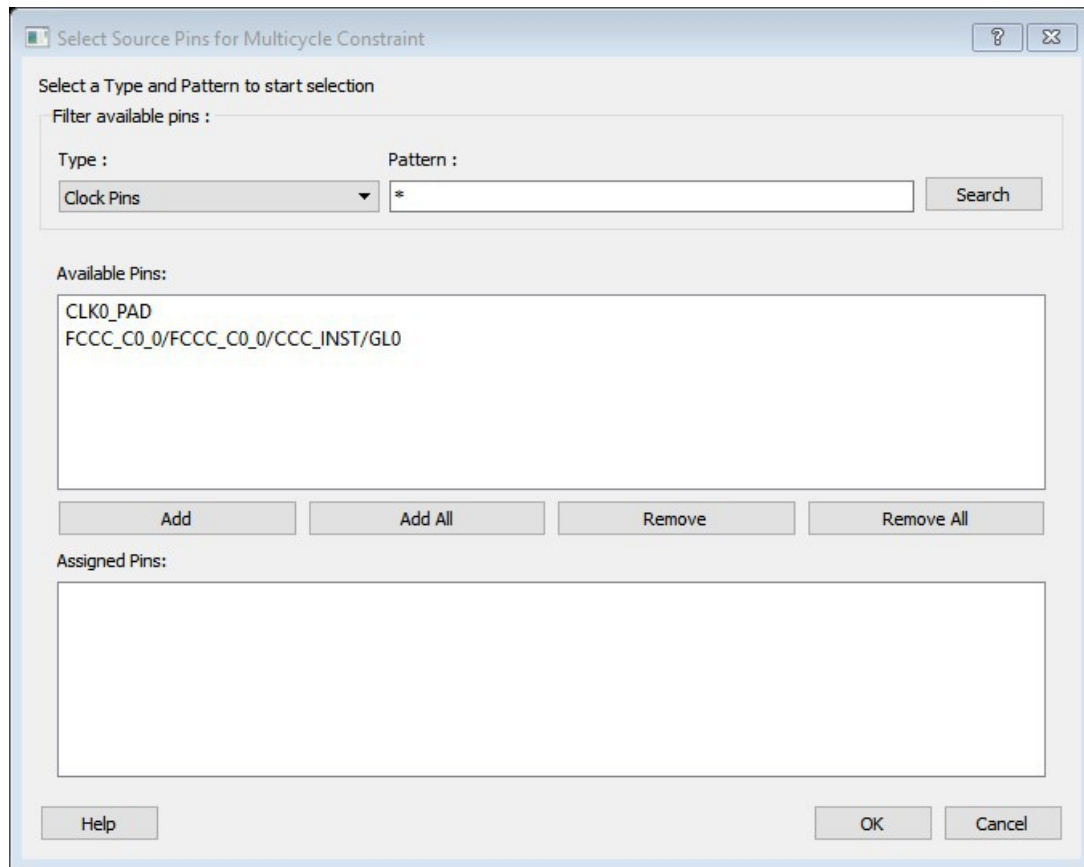 Select Source Pins for Multicycle Constraint
Select a Type and Pattern to start selection
Filter available pins :
Type : Pattern :
Clock Pins * Search
Available Pins:
CLK0_PAD
FCCC_C0_0/FCCC_C0_0/CCC_INST/GL0
Add Add All Remove Remove All
Assigned Pins:
Help OK Cancel